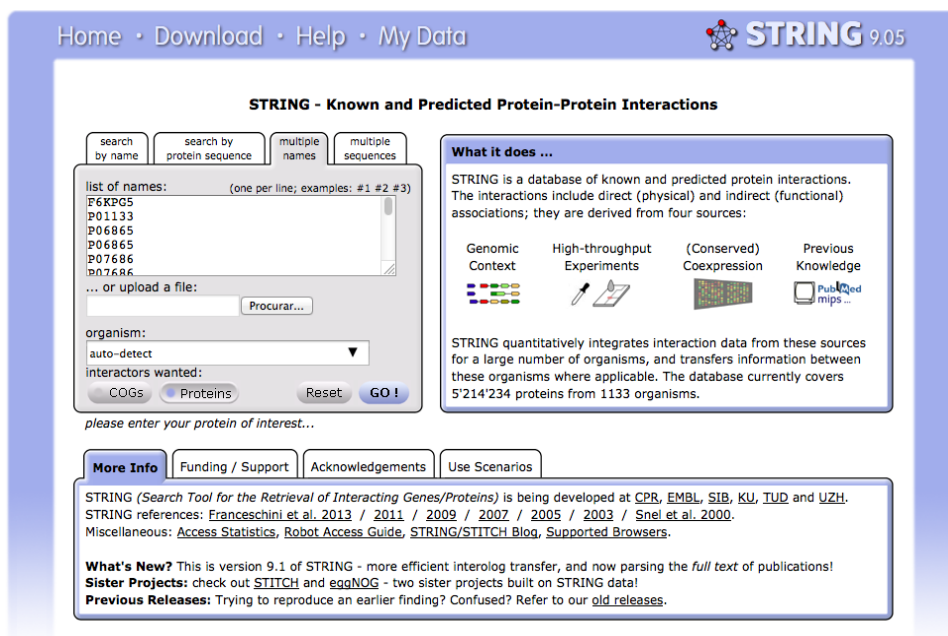 Home · Download · Help · My Data
STRING 9.05
STRING - Known and Predicted Protein-Protein Interactions
search
by name
search by
protein sequence
multiple
names
multiple
sequences
list of names:
(one per line; examples: #1 #2 #3)
F6KPG5
P01133
P06865
P06865
P07686
P07686
... or upload a file:
Procurar...
organism:
auto-detect
interactors wanted:
COGs
Proteins
Reset
GO !
please enter your protein of interest...
What it does ...
STRING is a database of known and predicted protein interactions.
The interactions include direct (physical) and indirect (functional)
associations; they are derived from four sources:
Genomic
Context
High-throughput
Experiments
(Conserved)
Coexpression
Previous
Knowledge
PubMed
mips ...
STRING quantitatively integrates interaction data from these sources
for a large number of organisms, and transfers information between
these organisms where applicable. The database currently covers
5'214'234 proteins from 1133 organisms.
More Info
Funding / Support
Acknowledgements
Use Scenarios
STRING (Search Tool for the Retrieval of Interacting Genes/Proteins) is being developed at CPR, EMBL, SIB, KU, TUD and UZH.
STRING references: Franceschini et al. 2013 / 2011 / 2009 / 2007 / 2005 / 2003 / Snel et al. 2000.
Miscellaneous: Access Statistics, Robot Access Guide, STRING/STITCH Blog, Supported Browsers.
What's New? This is version 9.1 of STRING - more efficient interolog transfer, and now parsing the full text of publications!
Sister Projects: check out STITCH and eggNOG - two sister projects built on STRING data!
Previous Releases: Trying to reproduce an earlier finding? Confused? Refer to our old releases.